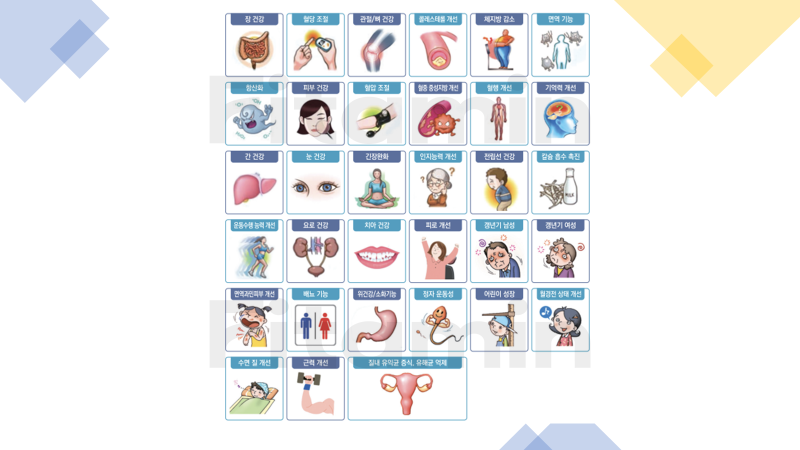 장 건강
혈당 조절
관절/뼈 건강
콜레스테롤 개선
체지방 감소
면역 기능
항산화
피부 건강
혈압 조절
혈중 중성지방 개선
혈행 개선
기억력 개선
간 건강
눈 건강
긴장완화
인지능력 개선
전립선 건강
칼슘 흡수 촉진
MILK
운동수행 능력 개선
요로 건강
치아 건강
피로 개선
갱년기 남성
갱년기 여성
면역과민피부 개선
배뇨 기능
위건강/소화기능
정자 운동성
어린이 성장
월경전 상태 개선
수면 질 개선
근력 개선
질내 유익균 증식, 유해균 억제
Fitamin
Fitamin